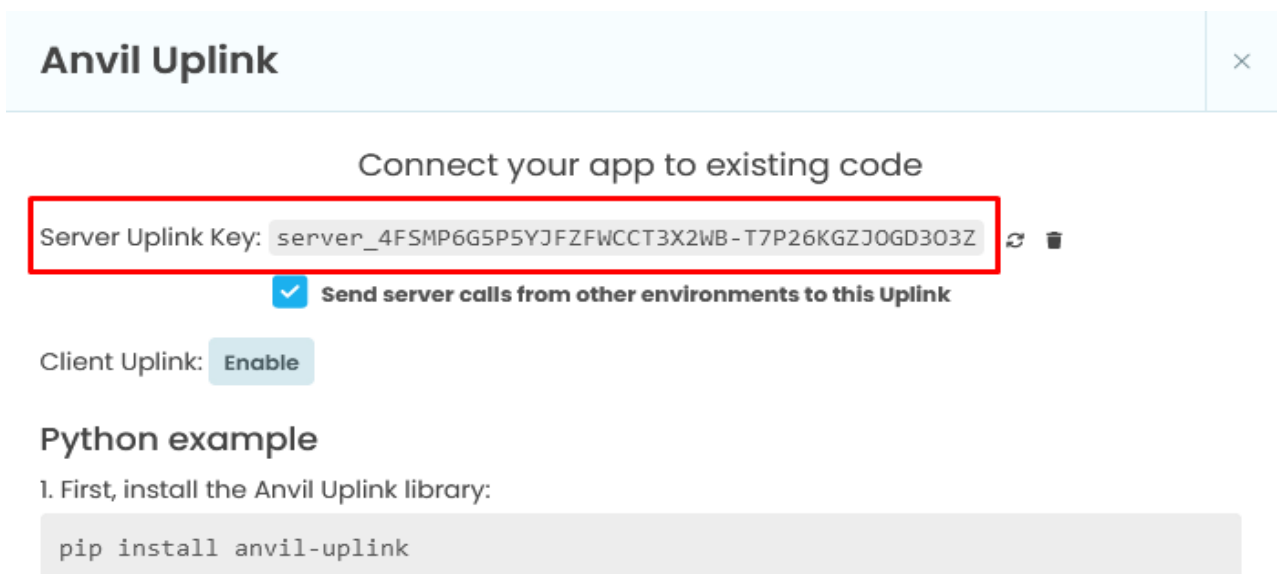 Anvil Uplink
Connect your app to existing code
Server Uplink Key: server_4FSMP6G5P5YJFZFWCCT3X2WB-T7P26KGZJOGD3O3Z
Send server calls from other environments to this Uplink
Client Uplink: Enable
Python example
1. First, install the Anvil Uplink library:
pip install anvil-uplink